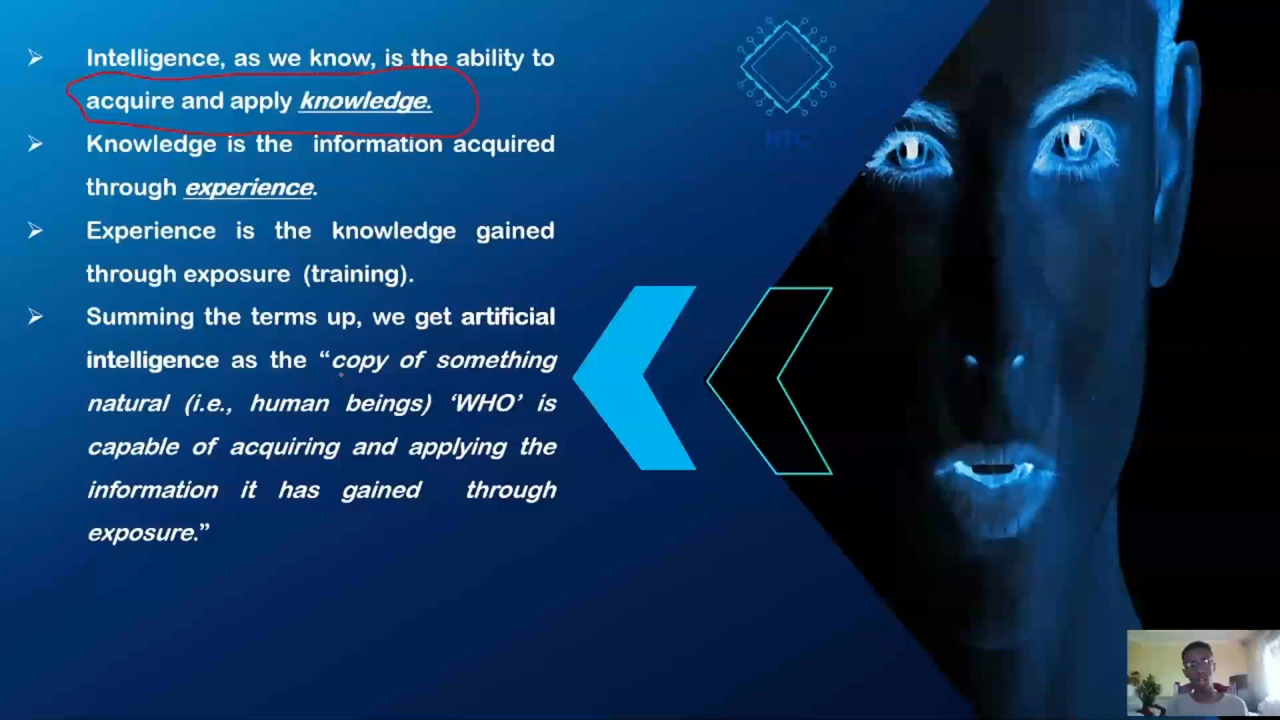 Intelligence, as we know, is the ability to
acquire and apply knowledge.
Knowledge is the information acquired
through experience.
Experience is the knowledge gained
through exposure (training).
Summing the terms up, we get artificial
intelligence as the “copy of something
natural (i.e., human beings) ‘WHO’ is
capable of acquiring and applying the
information it has gained through
exposure.”